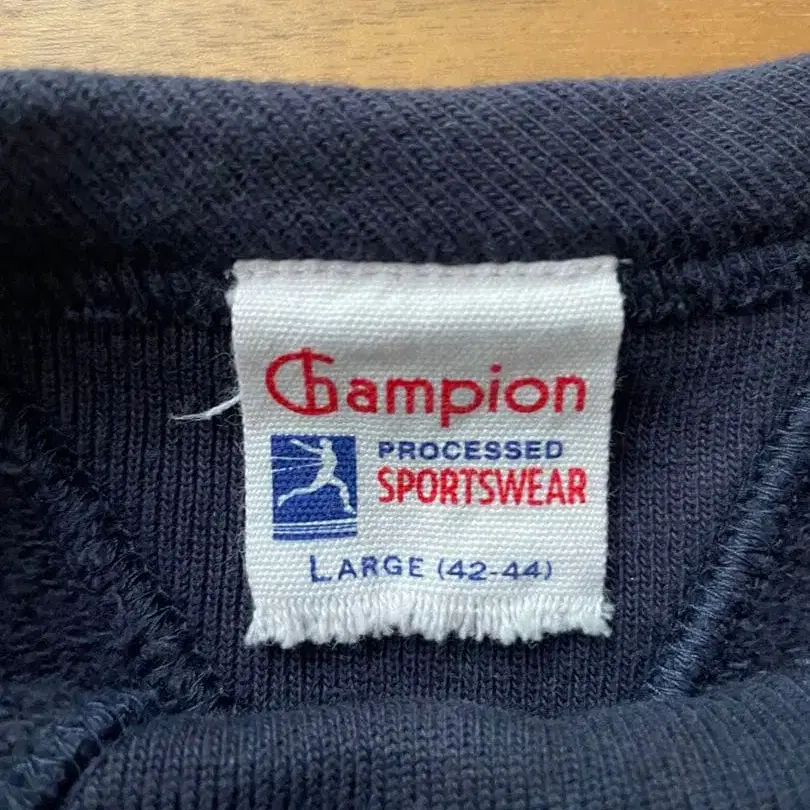 Champion
PROCESSED
SPORTSWEAR
LARGE (42-44)